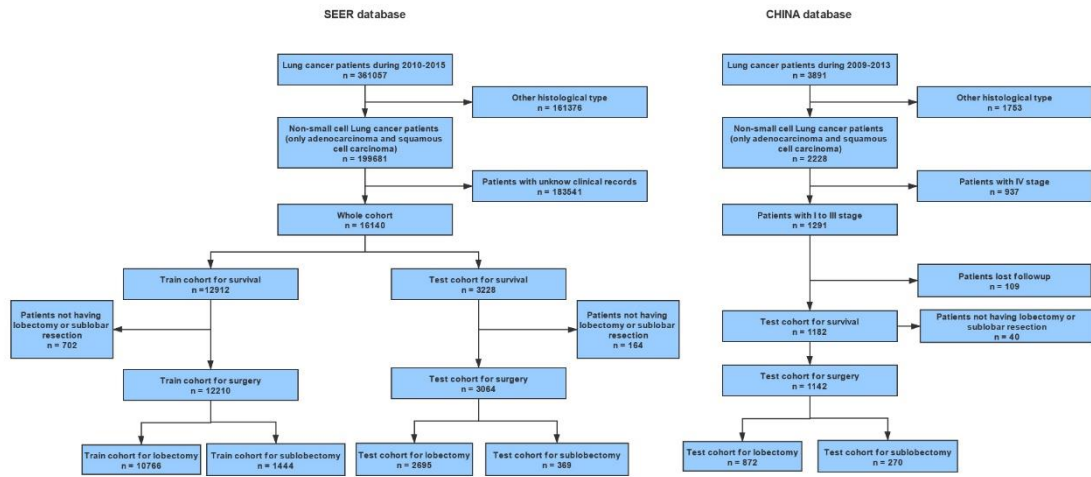 SEER database
Lung cancer patients during 2010-2015
n = 361057
Other histological type
n = 161376
Non-small cell Lung cancer patients
(only adenocarcinoma and squamous
cell carcinoma)
n = 199681
Patients with unknow clinical records
n = 183541
Whole cohort
n = 16140
Train cohort for survival
n =12912
Test cohort for survival
n = 3228
Patients not having
lobectomy or sublobar
resection
n = 702
Patients not having
lobectomy or sublobar
resection
n = 164
Train cohort for surgery
n = 12210
Test cohort for surgery
n = 3064
Train cohort for lobectomy
n = 10766
Train cohort for sublobectomy
n = 1444
Test cohort for lobectomy
n = 2695
Test cohort for sublobectomy
n = 369
CHINA database
Lung cancer patients during 2009-2013
n = 3891
Other histological type
n = 1753
Non-small cell Lung cancer patients
(only adenocarcinoma and squamous
cell carcinoma)
n = 2228
Patients with IV stage
n = 937
Patients with I to III stage
n = 1291
Patients lost followup
n = 109
Test cohort for survival
n = 1182
Patients not having lobectomy or
sublobar resection
n = 40
Test cohort for surgery
n = 1142
Test cohort for lobectomy
n = 872
Test cohort for sublobectomy
n = 270